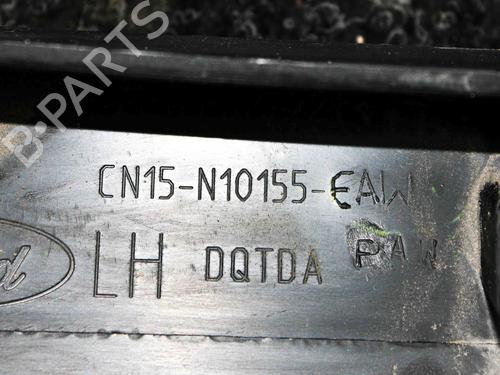 B-PARTS
CN15-N10155-EAW
LH DQTDA PAW